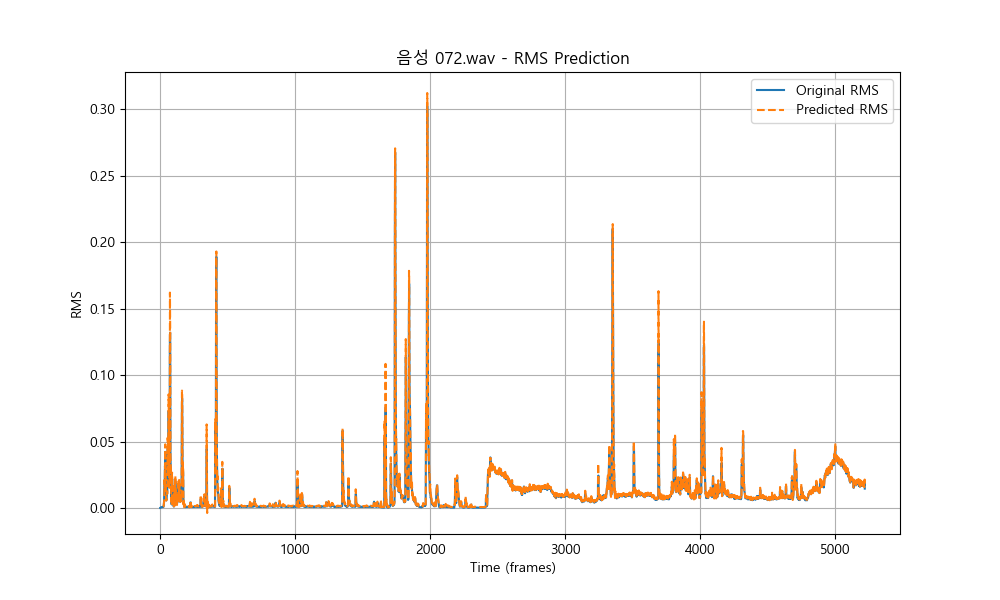 음성 072.wav - RMS Prediction
Original RMS
Predicted RMS
0.30
0.25
0.20
0.15
0.10
0.05
0.00
RMS
0 1000 2000 3000 4000 5000
Time (frames)